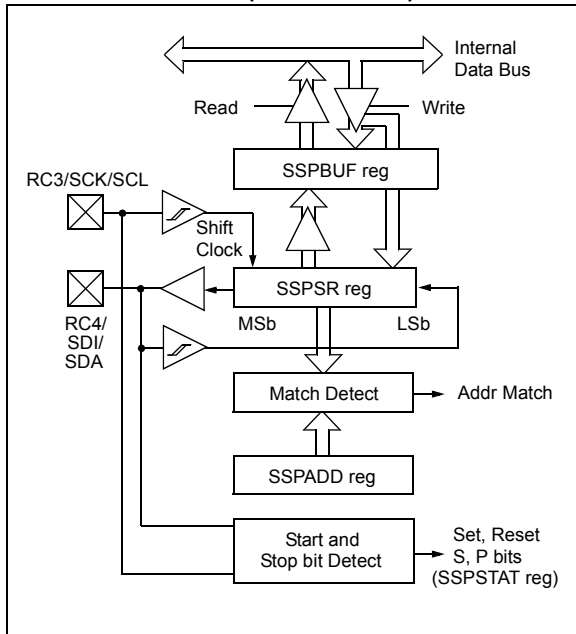 Internal
Data Bus
Read
Write
SSPBUF reg
RC3/SCK/SCL
Shift
Clock
SSPSR reg
MSb
LSb
RC4/
SDI/
SDA
Match Detect
Addr Match
SSPADD reg
Start and
Stop bit Detect
Set, Reset
S, P bits
(SSPSTAT reg)